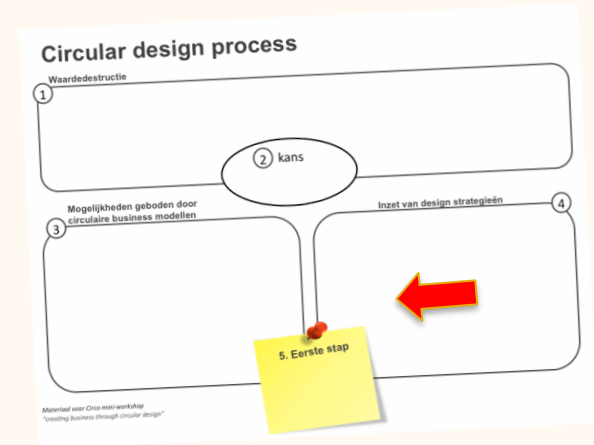 Circular design process
1
Waardedestructie
2 kans
Mogelijkheden geboden door
circulaire business modellen
3
Inzet van design strategieën
4
5. Eerste stap
Materiaal voor Circo mini-workshop
"creating business through circular design"